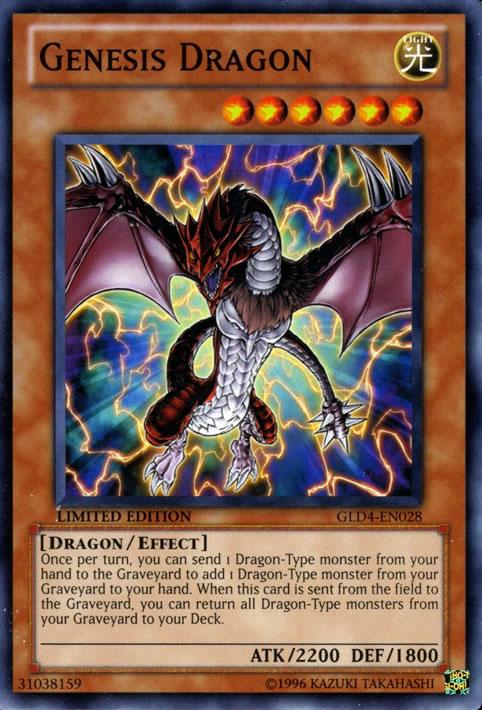 GENESIS DRAGON
LIGHT
光
LIMITED EDITION GLD4-EN028
[DRAGON/EFFECT]
Once per turn, you can send 1 Dragon-Type monster from your
hand to the Graveyard to add 1 Dragon-Type monster from your
Graveyard to your hand. When this card is sent from the field to
the Graveyard, you can return all Dragon-Type monsters from
your Graveyard to your Deck.
ATK/2200 DEF/1800
31038159 ©1996 KAZUKI TAKAHASHI